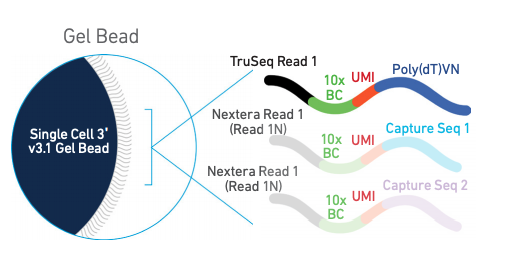 Gel Bead
Single Cell 3'
v3.1 Gel Bead
TruSeq Read 1
10x
BC
UMI
Poly(dT)VN
Nextera Read 1
(Read 1N)
10x
BC
UMI
Capture Seq 1
Nextera Read 1
(Read 1N)
10x
BC
UMI
Capture Seq 2